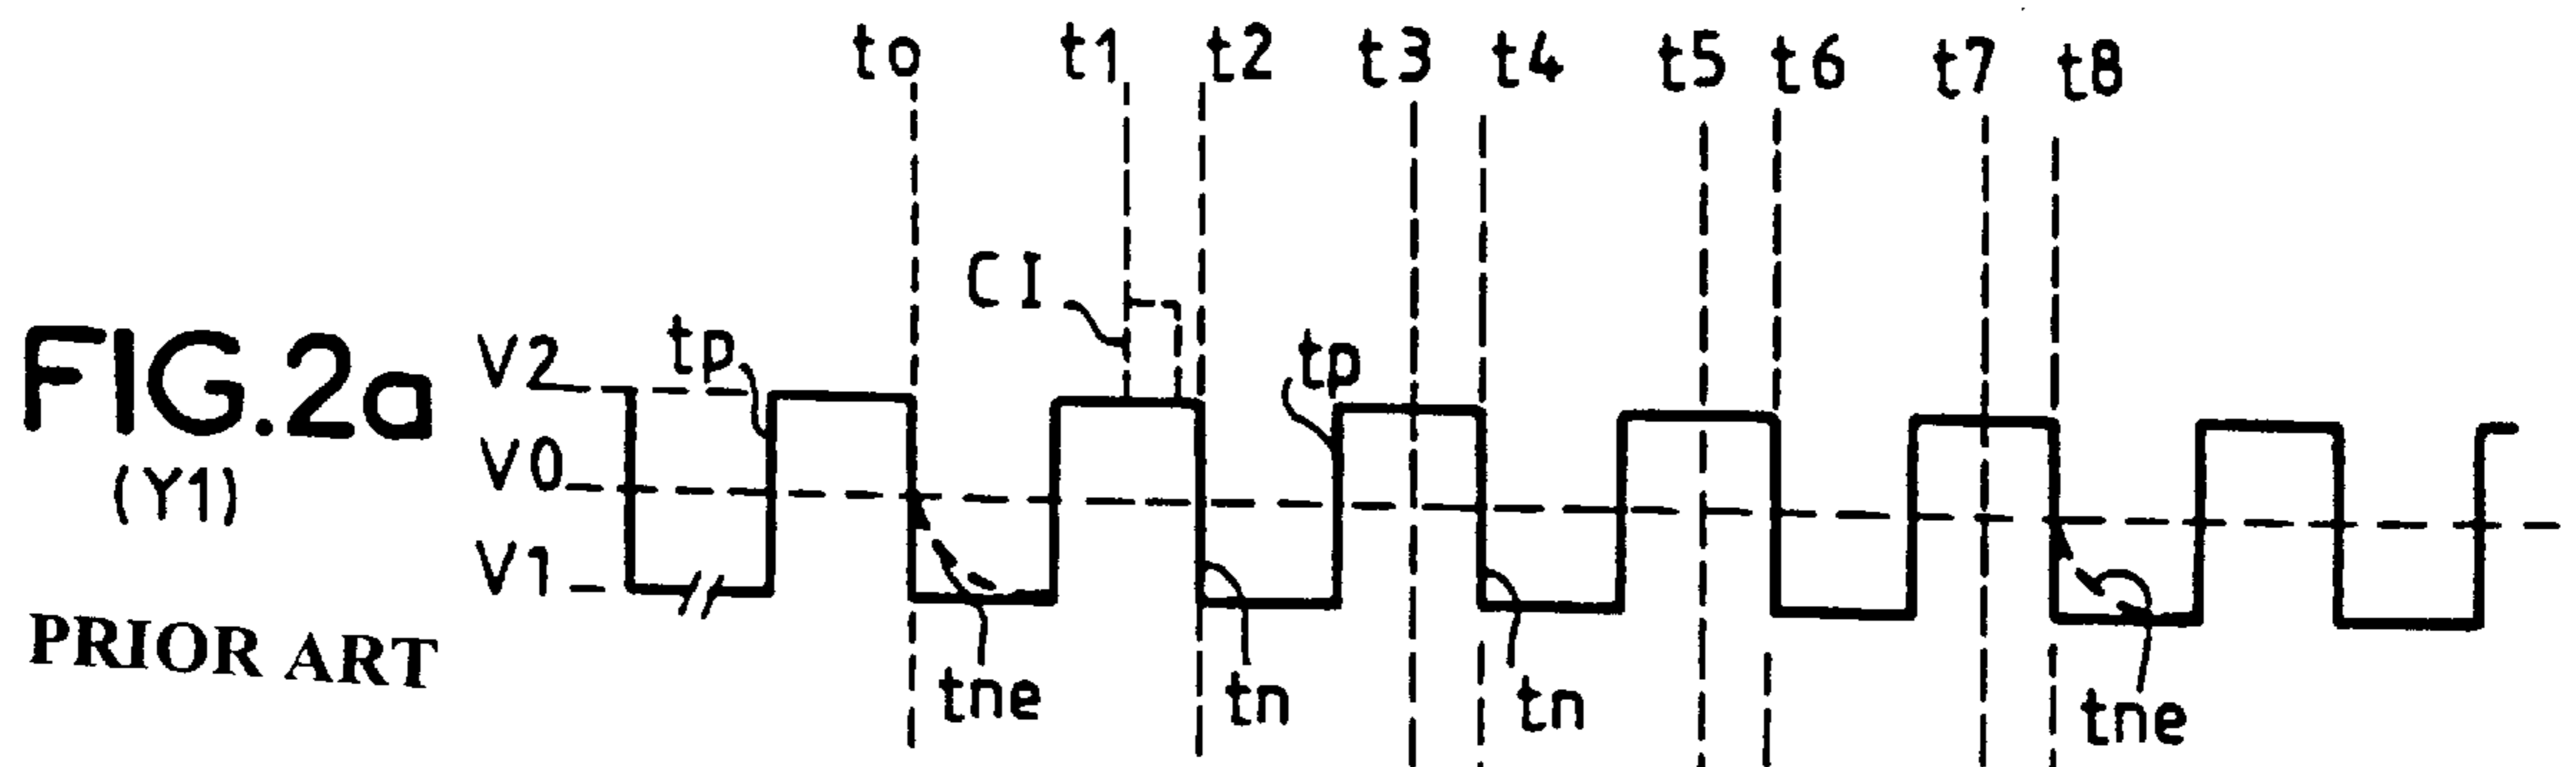 to t1 t2 t3 t4 t5 t6 t7 t8
CI
FIG.2a
(Y1)
PRIOR ART
V2
V0
V1
tp
tp
tne
tn
tn
tne